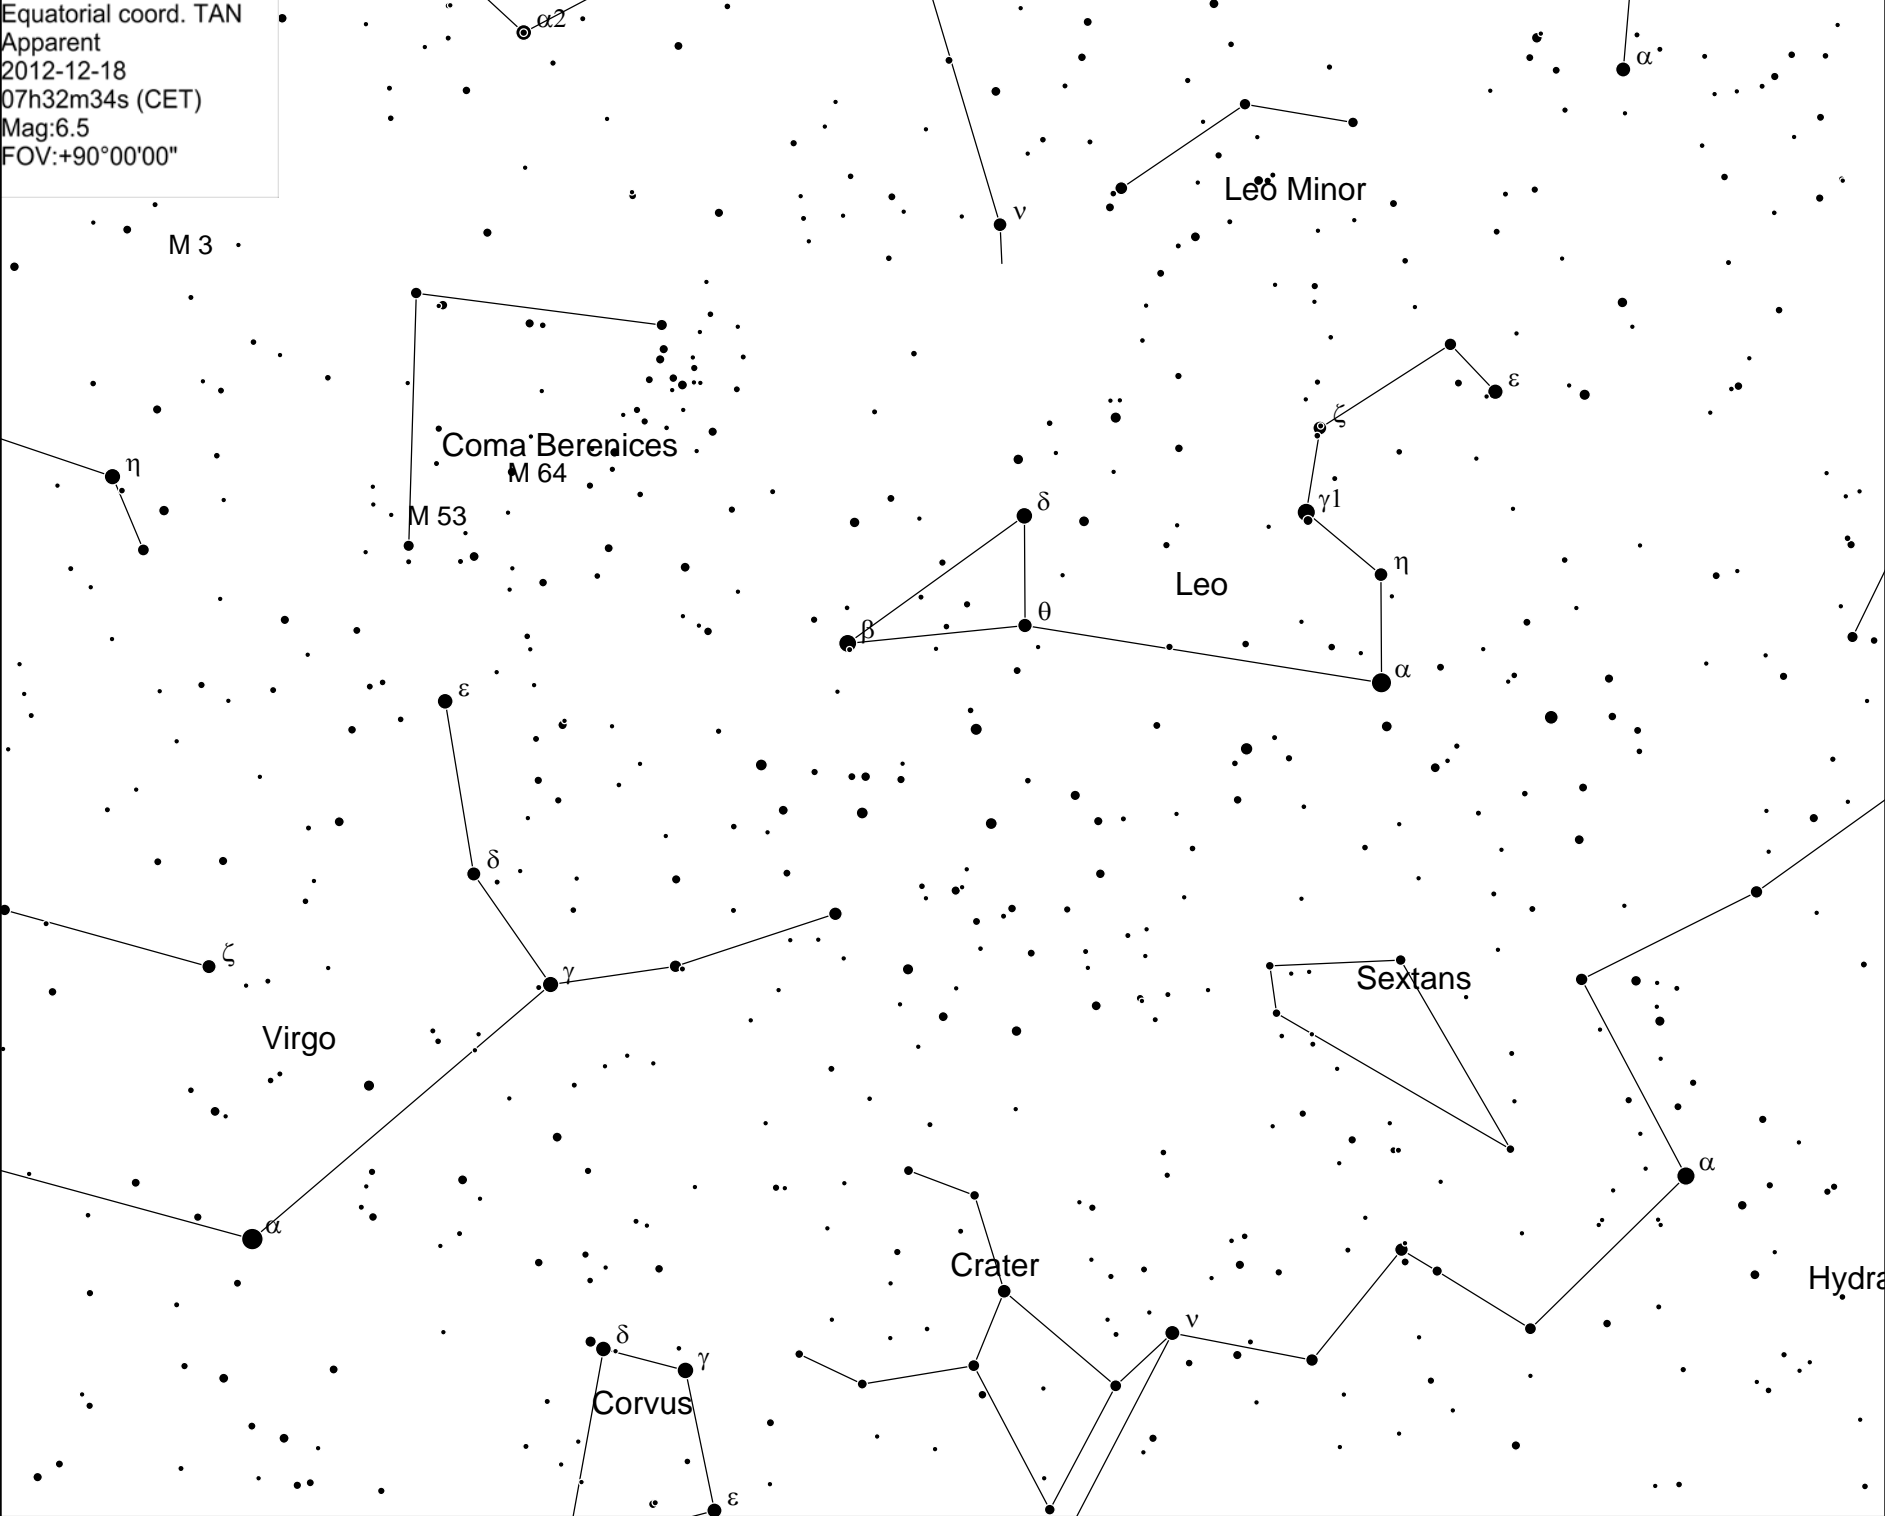 Equatorial coord. TAN
Apparent
2012-12-18
07h32m34s (CET)
Mag:6.5
FOV:+90°00'00"
α2
α
ν
Leo Minor
M 3
ε
ζ
Coma Berenices
M 64
η
δ
γ1
M 53
η
Leo
θ
β
α
ε
δ
ζ
γ
Sextans
Virgo
α
α
Crater
Hydra
ν
δ
γ
Corvus
ε